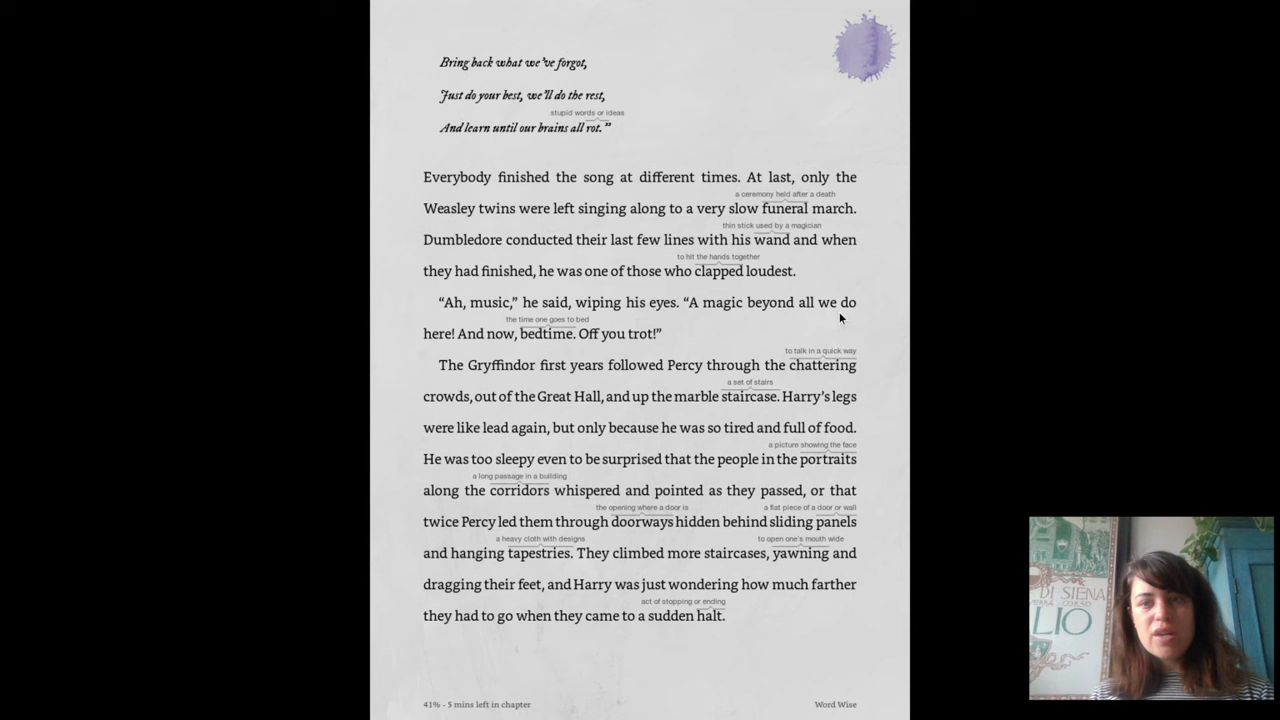 Bring back what we've forgot,
Just do your best, we'll do the rest,
stupid words or ideas
And learn until our brains all rot.”
Everybody finished the song at different times. At last, only the
a ceremony held after a death
Weasley twins were left singing along to a very slow funeral march.
thin stick used by a magician
Dumbledore conducted their last few lines with his wand and when
to hit the hands together
they had finished, he was one of those who clapped loudest.
“Ah, music,” he said, wiping his eyes. “A magic beyond all we do
the time one goes to bed
here! And now, bedtime. Off you trot!”
to talk in a quick way
The Gryffindor first years followed Percy through the chattering
a set of stairs
crowds, out of the Great Hall, and up the marble staircase. Harry's legs
were like lead again, but only because he was so tired and full of food.
a picture showing the face
He was too sleepy even to be surprised that the people in the portraits
a long passage in a building
along the corridors whispered and pointed as they passed, or that
the opening where a door is a flat piece of a door or wall
twice Percy led them through doorways hidden behind sliding panels
a heavy cloth with designs to open one's mouth wide
and hanging tapestries. They climbed more staircases, yawning and
dragging their feet, and Harry was just wondering how much farther
act of stopping or ending
they had to go when they came to a sudden halt.
41% - 5 mins left in chapter Word Wise
DI SIENA
TERRA CORSO
LIO